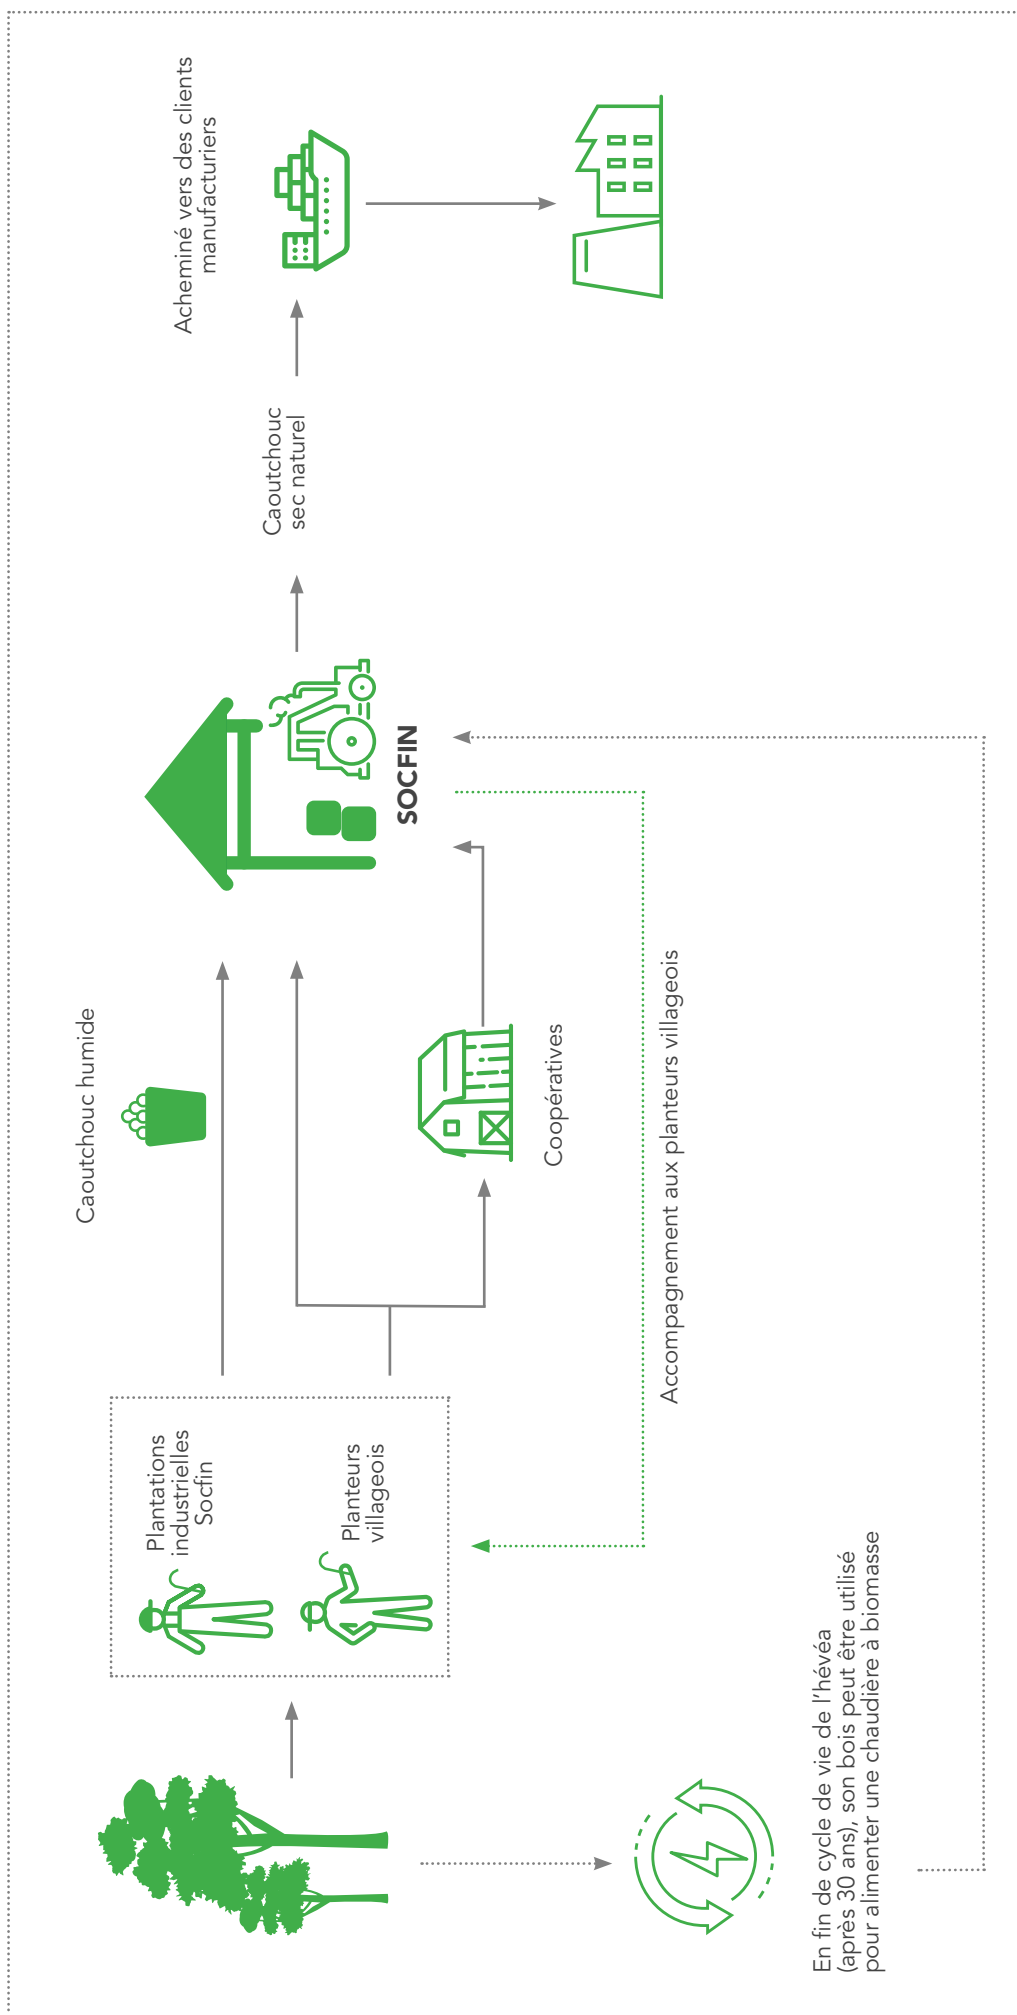 Plantations
industrielles
Socfin
Planteurs
villageois
Caoutchouc humide
Coopératives
SOCFIN
Caoutchouc
sec naturel
Acheminé vers des clients
manufacturiers
Accompagnement aux planteurs villageois
En fin de cycle de vie de l'hévéa
(après 30 ans), son bois peut être utilisé
pour alimenter une chaudière à biomasse